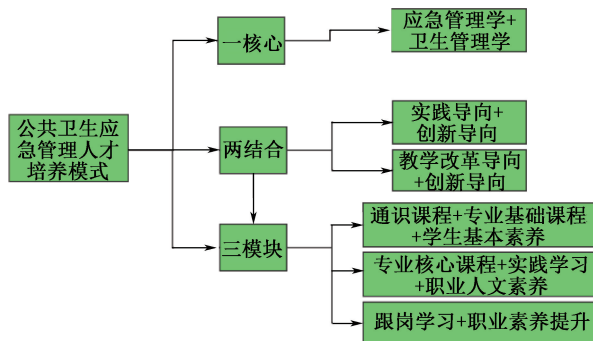 公共卫生应
急管理人才
培养模式
一核心
应急管理学+
卫生管理学
两结合
实践导向+
创新导向
教学改革导向
+创新导向
三模块
通识课程+专业基础课程
+学生基本素养
专业核心课程+实践学习
+职业人文素养
跟岗学习+职业素养提升